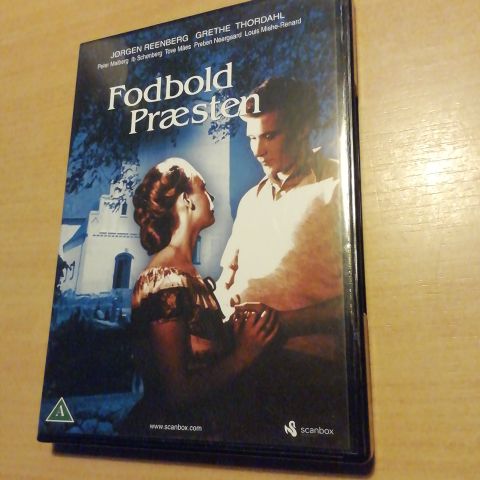 JØRGEN REENBERG GRETHE THORDAHL
Peter Malberg Ib Schønberg Tove Maës Preben Neergaard Louis Miehe-Renard
Fodbold
Præsten
A
www.scanbox.com
scanbox